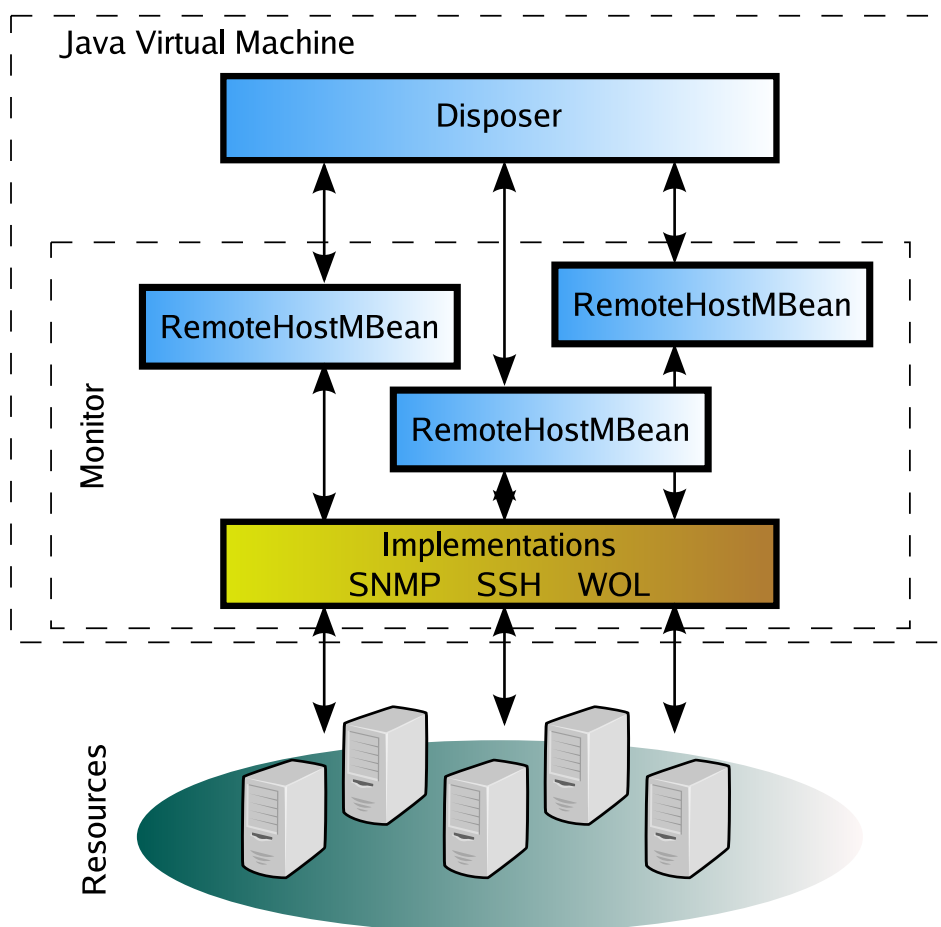 Java Virtual Machine
Disposer
RemoteHostMBean
RemoteHostMBean
RemoteHostMBean
Monitor
Implementations
SNMP SSH WOL
Resources